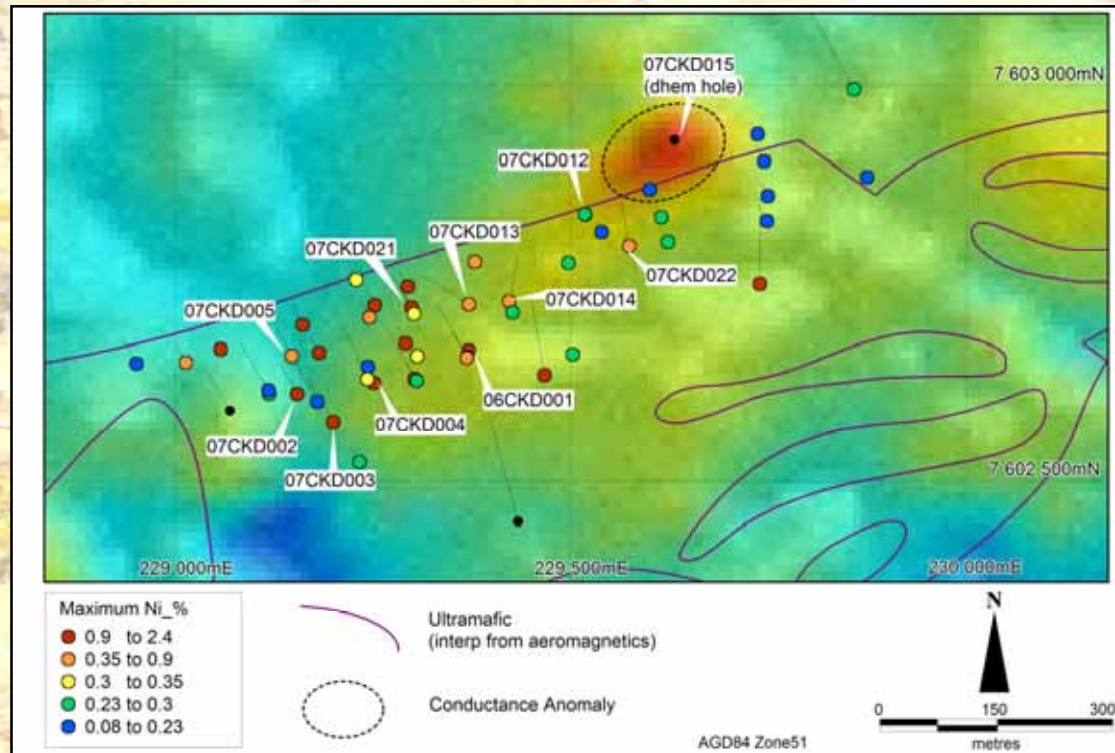 07CKD015
(dhem hole)
7 603 000mN
07CKD012
07CKD013
07CKD021
07CKD022
07CKD014
07CKD005
06CKD001
07CKD004
07CKD002
07CKD003
7 602 500mN
229 000mE
229 500mE
230 000mE
Maximum Ni_%
0.9 to 2.4
0.35 to 0.9
0.3 to 0.35
0.23 to 0.3
0.08 to 0.23
Ultramafic
(interp from aeromagnetics)
Conductance Anomaly
N
0 150 300
metres
AGD84 Zone51